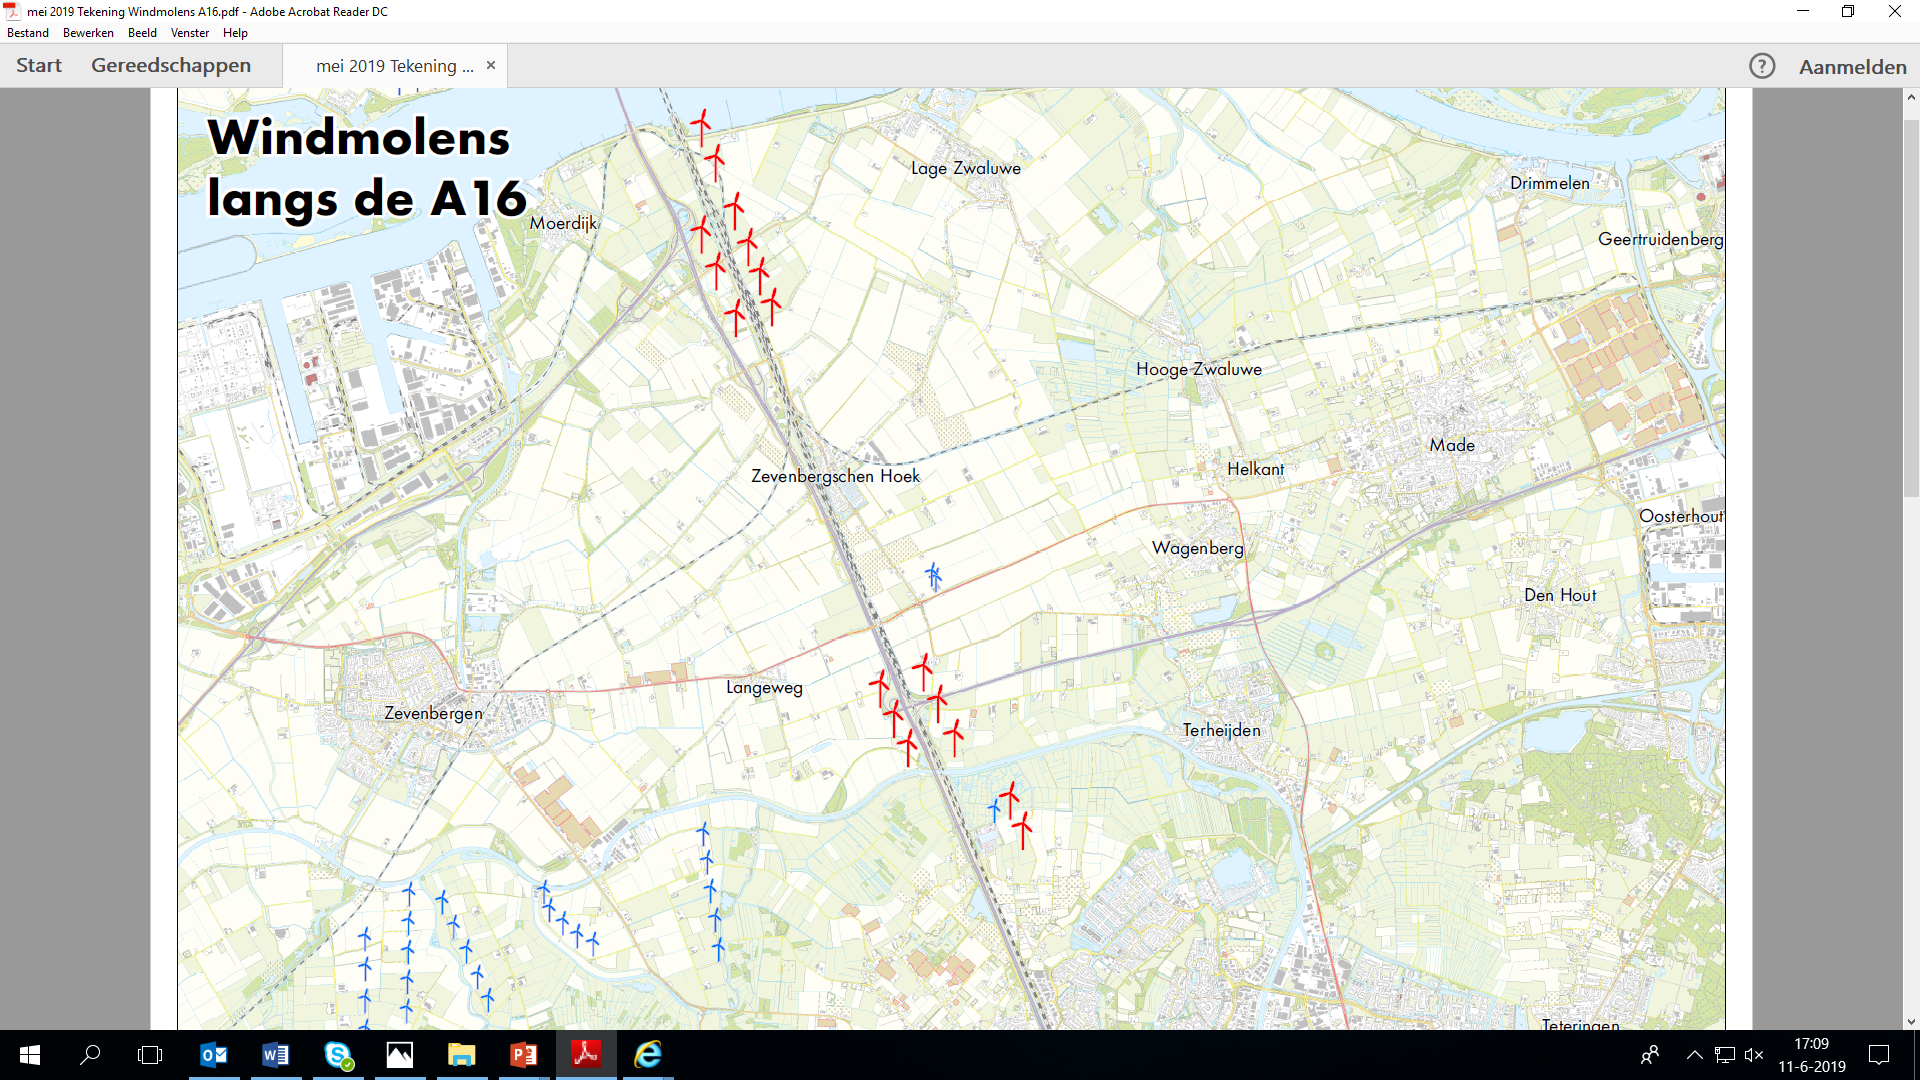 mei 2019 Tekening Windmolens A16.pdf - Adobe Acrobat Reader DC
Bestand Bewerken Beeld Venster Help
Start Gereedschappen mei 2019 Tekening ... × ? Aanmelden
Windmolens
langs de A16
Lage Zwaluwe
Drimmelen
Moerdijk
Geertruidenberg
Hooge Zwaluwe
Made
Helkant
Zevenbergschen Hoek
Oosterhout
Wagenberg
Den Hout
Langeweg
Zevenbergen
Terheijden
Teteringen
17:09
11-6-2019